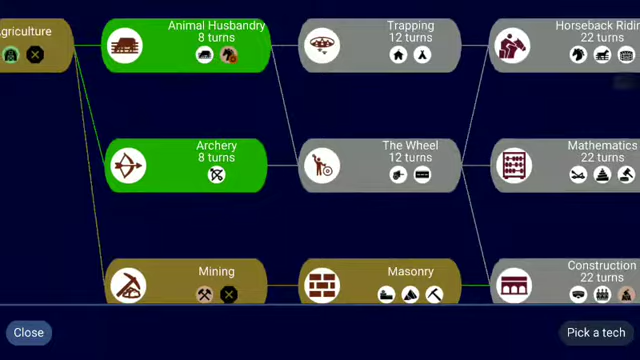 Agriculture
Animal Husbandry
8 turns
Trapping
12 turns
Horseback Ridin
22 turns
Archery
8 turns
The Wheel
12 turns
Mathematics
22 turns
Mining
Masonry
Construction
22 turns
Close
Pick a tech